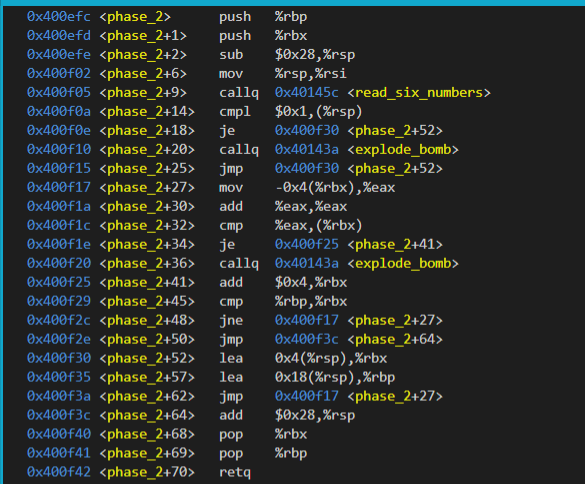 0x400efc <phase_2> push %rbp
0x400efd <phase_2+1> push %rbx
0x400efe <phase_2+2> sub $0x28,%rsp
0x400f02 <phase_2+6> mov %rsp,%rsi
0x400f05 <phase_2+9> callq 0x40145c <read_six_numbers>
0x400f0a <phase_2+14> cmpl $0x1,(%rsp)
0x400f0e <phase_2+18> je 0x400f30 <phase_2+52>
0x400f10 <phase_2+20> callq 0x40143a <explode_bomb>
0x400f15 <phase_2+25> jmp 0x400f30 <phase_2+52>
0x400f17 <phase_2+27> mov -0x4(%rbx),%eax
0x400f1a <phase_2+30> add %eax,%eax
0x400f1c <phase_2+32> cmp %eax,(%rbx)
0x400f1e <phase_2+34> je 0x400f25 <phase_2+41>
0x400f20 <phase_2+36> callq 0x40143a <explode_bomb>
0x400f25 <phase_2+41> add $0x4,%rbx
0x400f29 <phase_2+45> cmp %rbp,%rbx
0x400f2c <phase_2+48> jne 0x400f17 <phase_2+27>
0x400f2e <phase_2+50> jmp 0x400f3c <phase_2+64>
0x400f30 <phase_2+52> lea 0x4(%rsp),%rbx
0x400f35 <phase_2+57> lea 0x18(%rsp),%rbp
0x400f3a <phase_2+62> jmp 0x400f17 <phase_2+27>
0x400f3c <phase_2+64> add $0x28,%rsp
0x400f40 <phase_2+68> pop %rbx
0x400f41 <phase_2+69> pop %rbp
0x400f42 <phase_2+70> retq